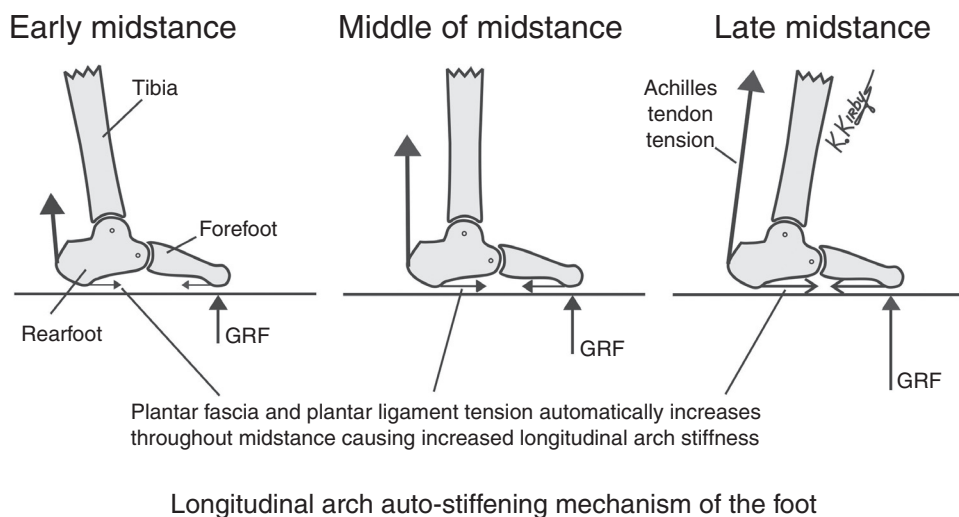 Early midstance
Middle of midstance
Late midstance
Tibia
Achilles
tendon
tension
K. Kirby
Forefoot
Rearfoot
GRF
GRF
GRF
Plantar fascia and plantar ligament tension automatically increases
throughout midstance causing increased longitudinal arch stiffness
Longitudinal arch auto-stiffening mechanism of the foot